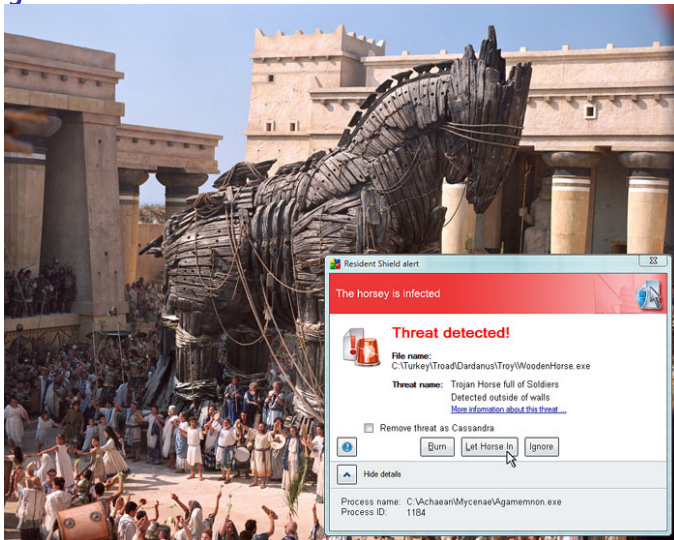 Resident Shield alert
The horsey is infected
Threat detected!
File name:
C:\Turkey\Troad\Dardanus\Troy\WoodenHorse.exe
Threat name: Trojan Horse full of Soldiers
Detected outside of walls
More information about this threat ...
Remove threat as Cassandra
Burn Let Horse In Ignore
Hide details
Process name: C:\Achaean\Mycenae\Agamemnon.exe
Process ID: 1184